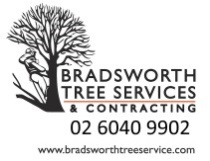 BRADSWORTH
TREE SERVICES
& CONTRACTING
02 6040 9902
www.bradsworthtreeservice.com